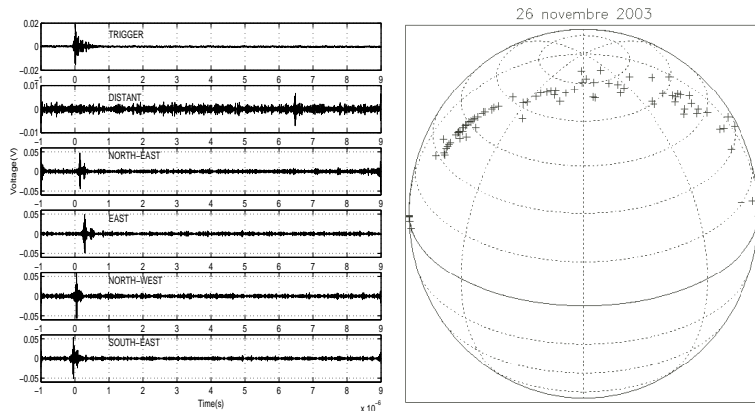 26 novembre 2003
0.02
TRIGGER
0
−0.02
−1 0 1 2 3 4 5 6 7 8 9
0.01
DISTANT
0
−0.01
−1 0 1 2 3 4 5 6 7 8 9
0.05
NORTH−EAST
0
−0.05
−1 0 1 2 3 4 5 6 7 8 9
Voltage(V)
0.05
EAST
0
−0.05
−1 0 1 2 3 4 5 6 7 8 9
0.05
NORTH−WEST
0
−0.05
−1 0 1 2 3 4 5 6 7 8 9
0.05
SOUTH−EAST
0
−0.05
−1 0 1 2 3 4 5 6 7 8 9
Time(s)
x 10⁻⁶